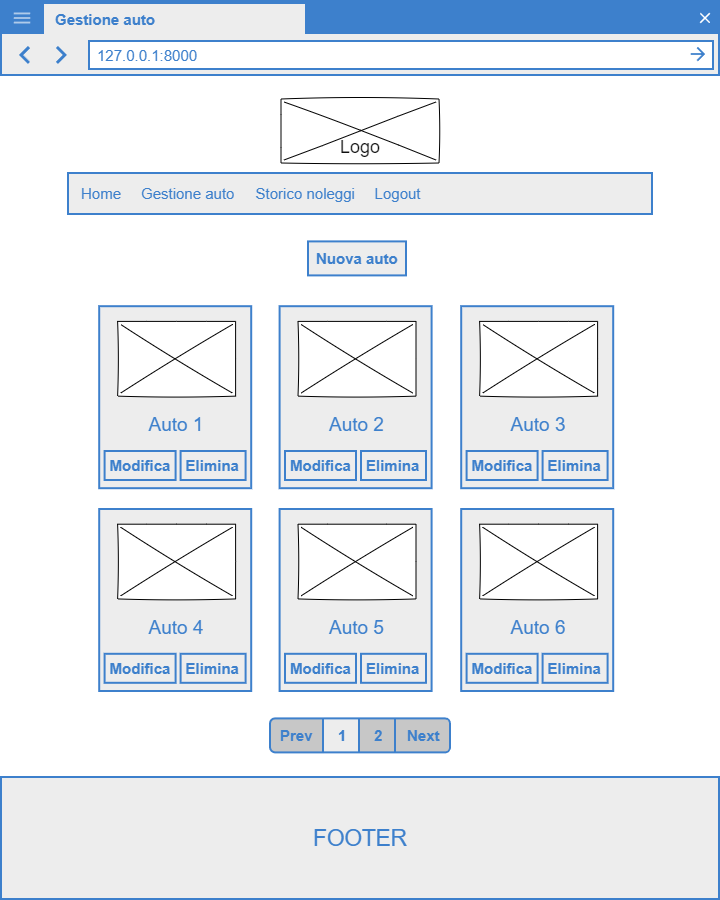 Gestione auto
127.0.0.1:8000
Logo
Home Gestione auto Storico noleggi Logout
Nuova auto
Auto 1 Auto 2 Auto 3
Modifica Elimina Modifica Elimina Modifica Elimina
Auto 4 Auto 5 Auto 6
Modifica Elimina Modifica Elimina Modifica Elimina
Prev 1 2 Next
FOOTER